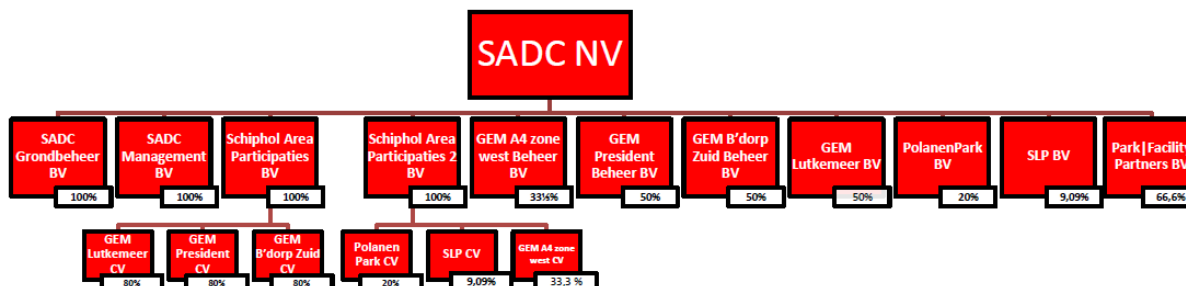 SADC NV
SADC
Grondbeheer
BV
100%
SADC
Management
BV
100%
Schiphol Area
Participaties
BV
100%
Schiphol Area
Participaties 2
BV
100%
GEM A4 zone
west Beheer
BV
33⅓%
GEM
President
Beheer BV
50%
GEM B'dorp
Zuid Beheer
BV
50%
GEM
Lutkemeer BV
50%
PolanenPark
BV
20%
SLP BV
9,09%
Park|Facility
Partners BV
66,6%
GEM
Lutkemeer
CV
80%
GEM
President
CV
80%
GEM
B'dorp Zuid
CV
80%
Polanen
Park CV
20%
SLP CV
9,09%
GEM A4 zone
west CV
33,3 %